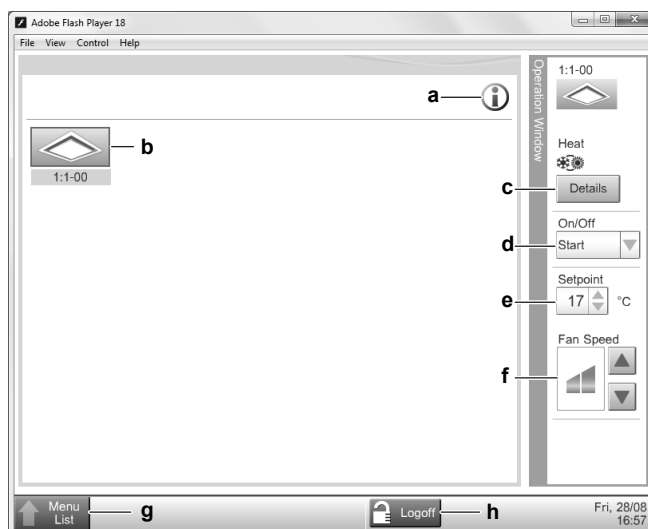 Adobe Flash Player 18
File View Control Help
a
b
1:1-00
Operation Window
1:1-00
Heat
c
Details
On/Off
d
Start
Setpoint
e
17 °C
Fan Speed
f
Menu
List
g
Logoff
h
Fri, 28/08
16:57